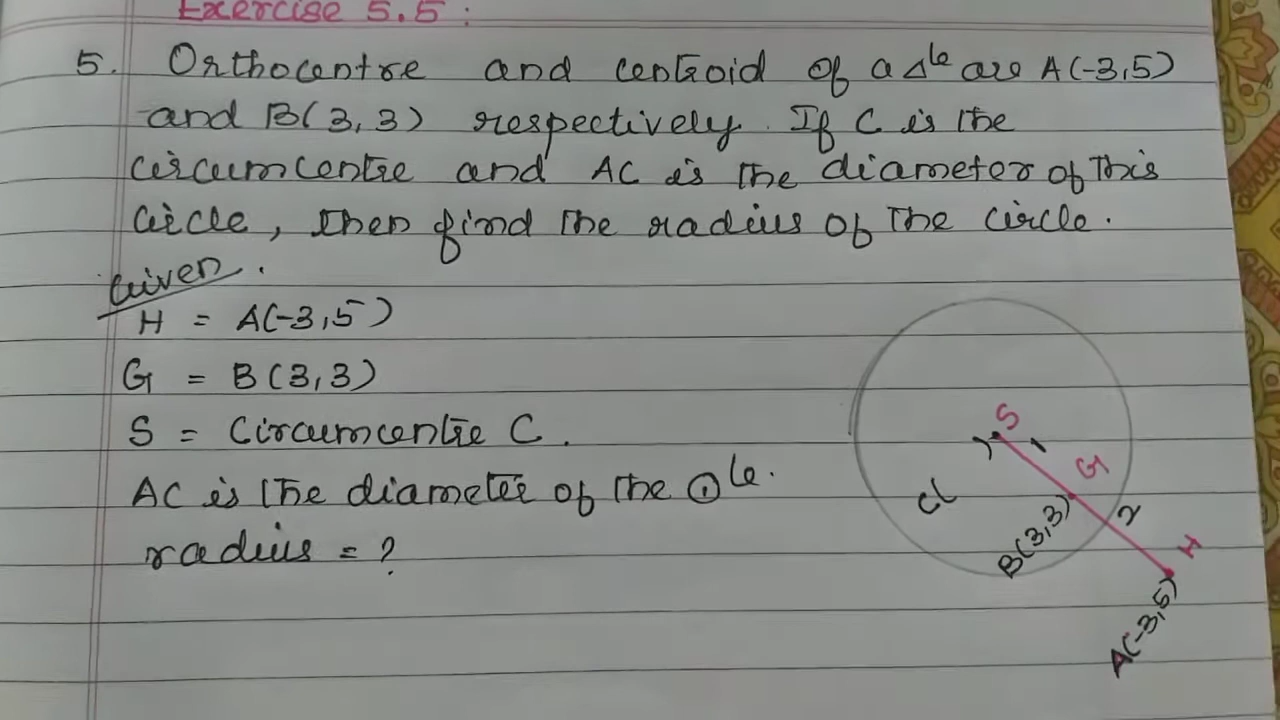 Exercise 5.5 :
5. Orthocentre and centroid of a Δle are A(-3,5)
and B(3,3) respectively. If C is the
circumcentre and AC is the diameter of this
circle, then find the radius of the circle.
Given.
H = A(-3,5)
G = B(3,3)
S = Circumcentre C.
AC is the diameter of the ⊙le.
radius = ?
S
1
G
B(3,3)
2
H
A(-3,5)